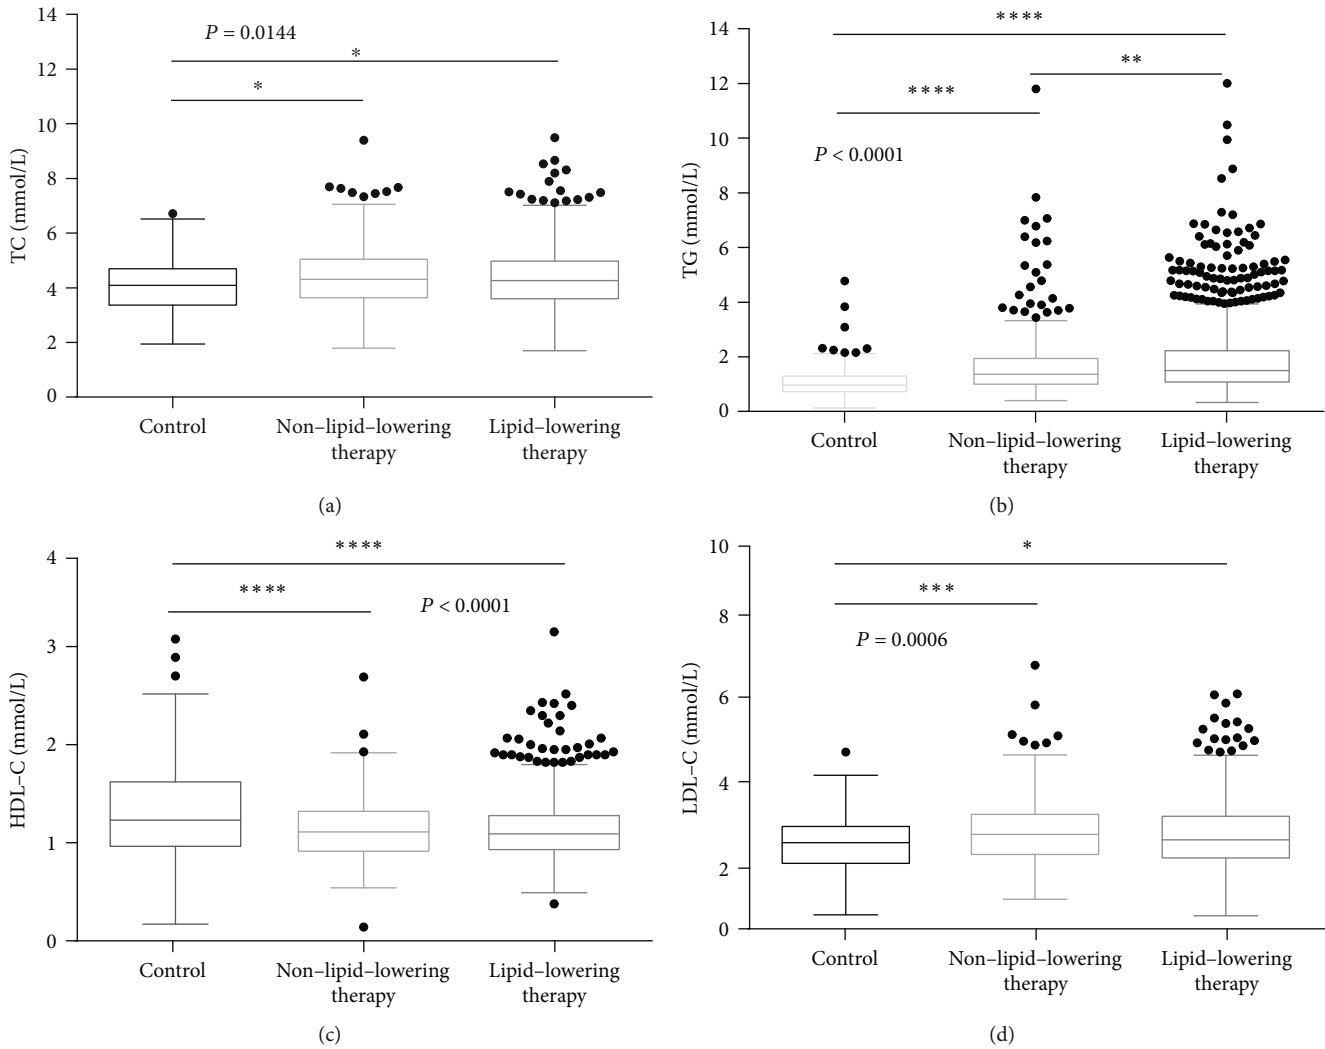 14
12
10
8
6
4
2
0
TC (mmol/L)
P = 0.0144
*
*
Control
Non–lipid–lowering
therapy
Lipid–lowering
therapy
(a)
14
12
10
8
6
4
2
0
TG (mmol/L)
****
**
****
P < 0.0001
Control
Non–lipid–lowering
therapy
Lipid–lowering
therapy
(b)
4
3
2
1
0
HDL–C (mmol/L)
****
****
P < 0.0001
Control
Non–lipid–lowering
therapy
Lipid–lowering
therapy
(c)
10
8
6
4
2
0
LDL–C (mmol/L)
*
***
P = 0.0006
Control
Non–lipid–lowering
therapy
Lipid–lowering
therapy
(d)